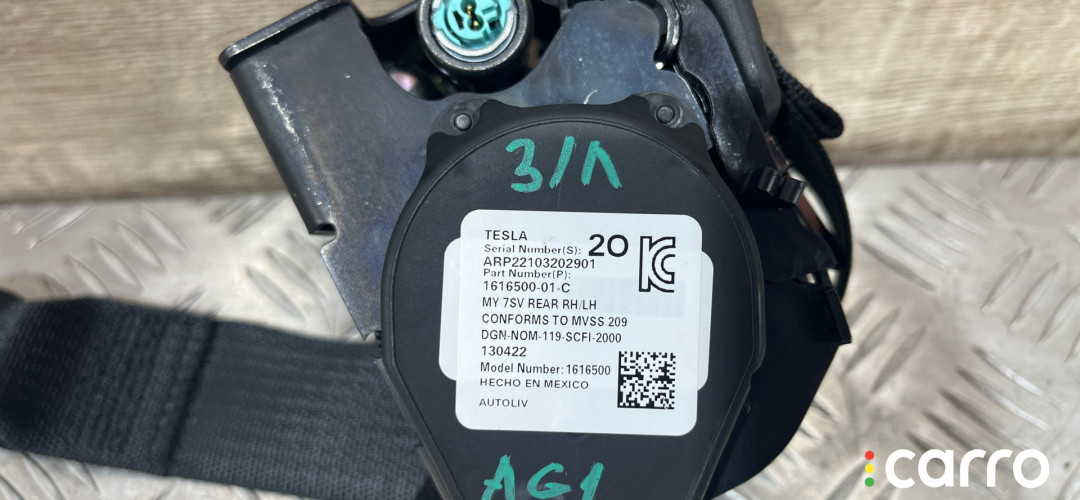 З/Л
TESLA
Serial Number(S): 20
ARP22103202901
Part Number(P):
1616500-01-C
MY 7SV REAR RH/LH
CONFORMS TO MVSS 209
DGN-NOM-119-SCFI-2000
130422
Model Number: 1616500
HECHO EN MEXICO
AUTOLIV
AG1
carro